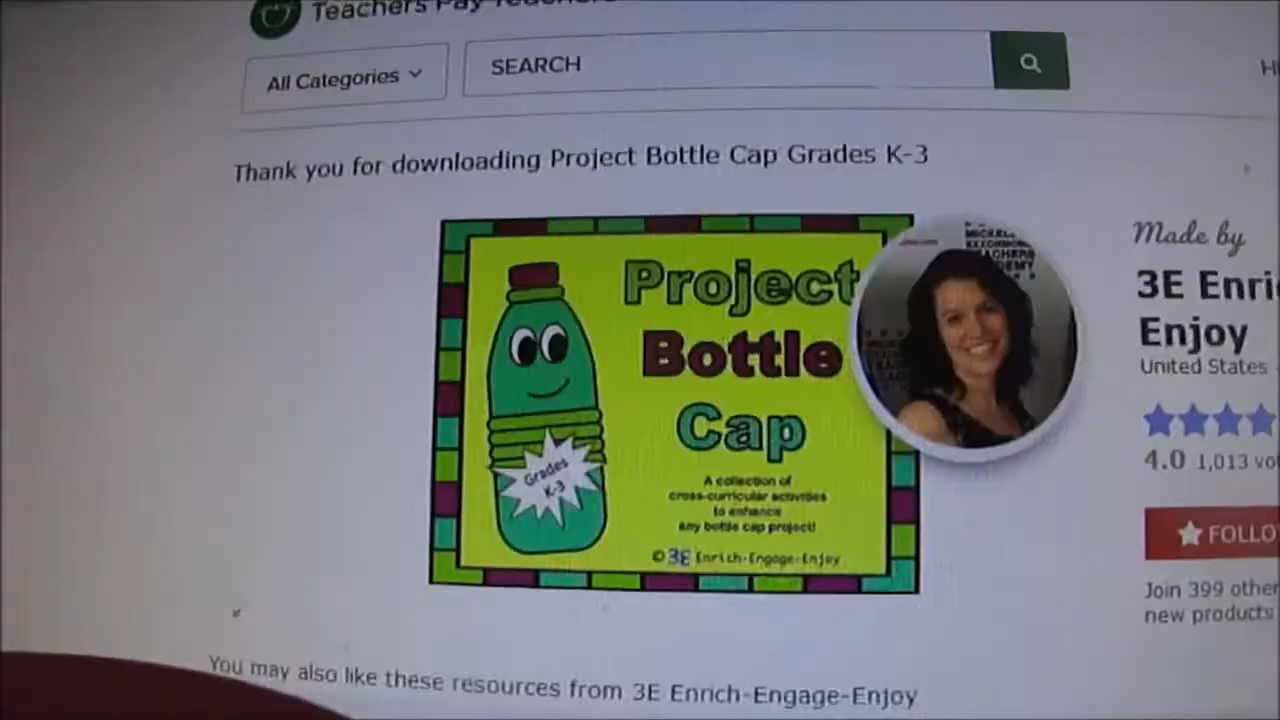 Teachers Pay Teachers
All Categories
SEARCH
Thank you for downloading Project Bottle Cap Grades K-3
Project
Bottle
Cap
Grades
K-3
A collection of
cross-curricular activities
to enhance
any bottle cap project!
© 3E Enrich-Engage-Enjoy
Made by
3E Enri
Enjoy
United States
4.0 1,013 vo
FOLLO
Join 399 other
new products
You may also like these resources from 3E Enrich-Engage-Enjoy